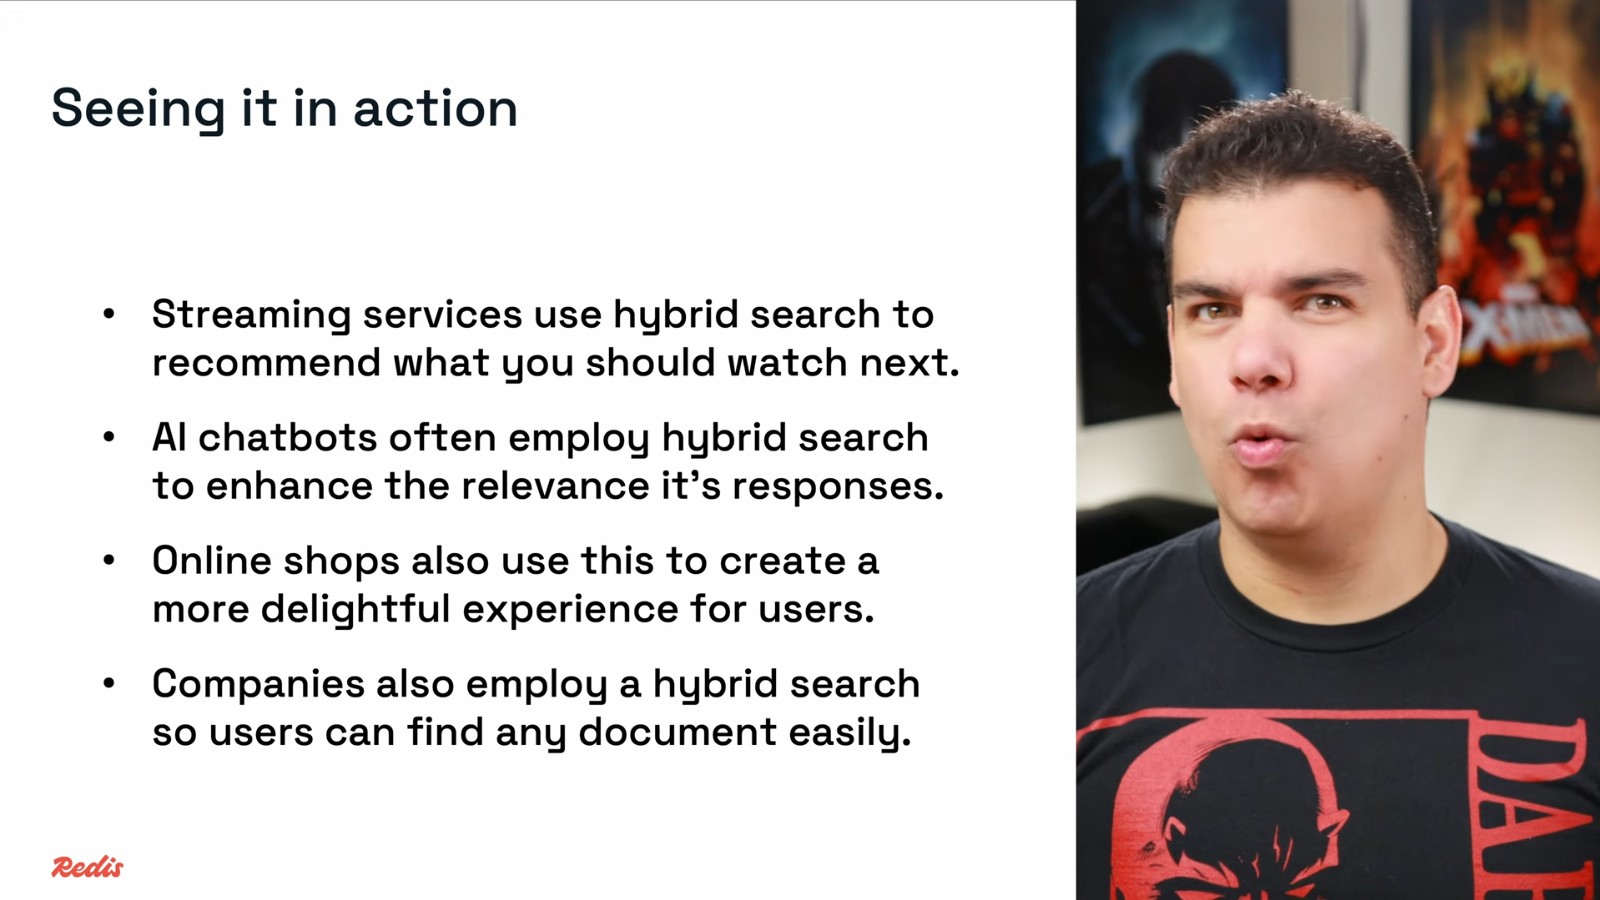 Seeing it in action
• Streaming services use hybrid search to
recommend what you should watch next.
• AI chatbots often employ hybrid search
to enhance the relevance it's responses.
• Online shops also use this to create a
more delightful experience for users.
• Companies also employ a hybrid search
so users can find any document easily.
Redis
X-MEN
DAR